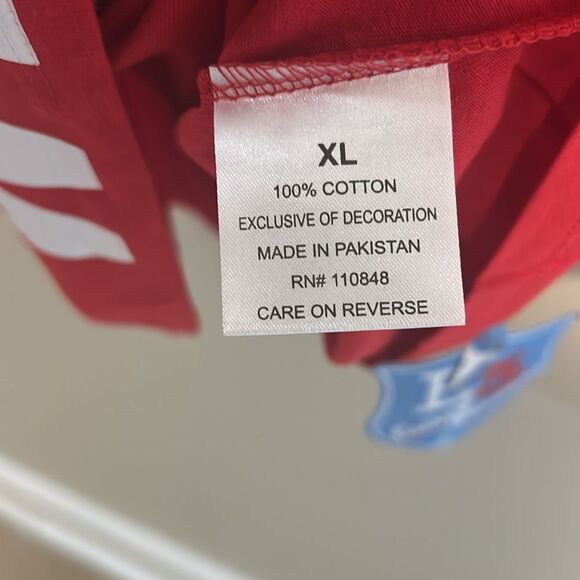 XL
100% COTTON
EXCLUSIVE OF DECORATION
MADE IN PAKISTAN
RN# 110848
CARE ON REVERSE